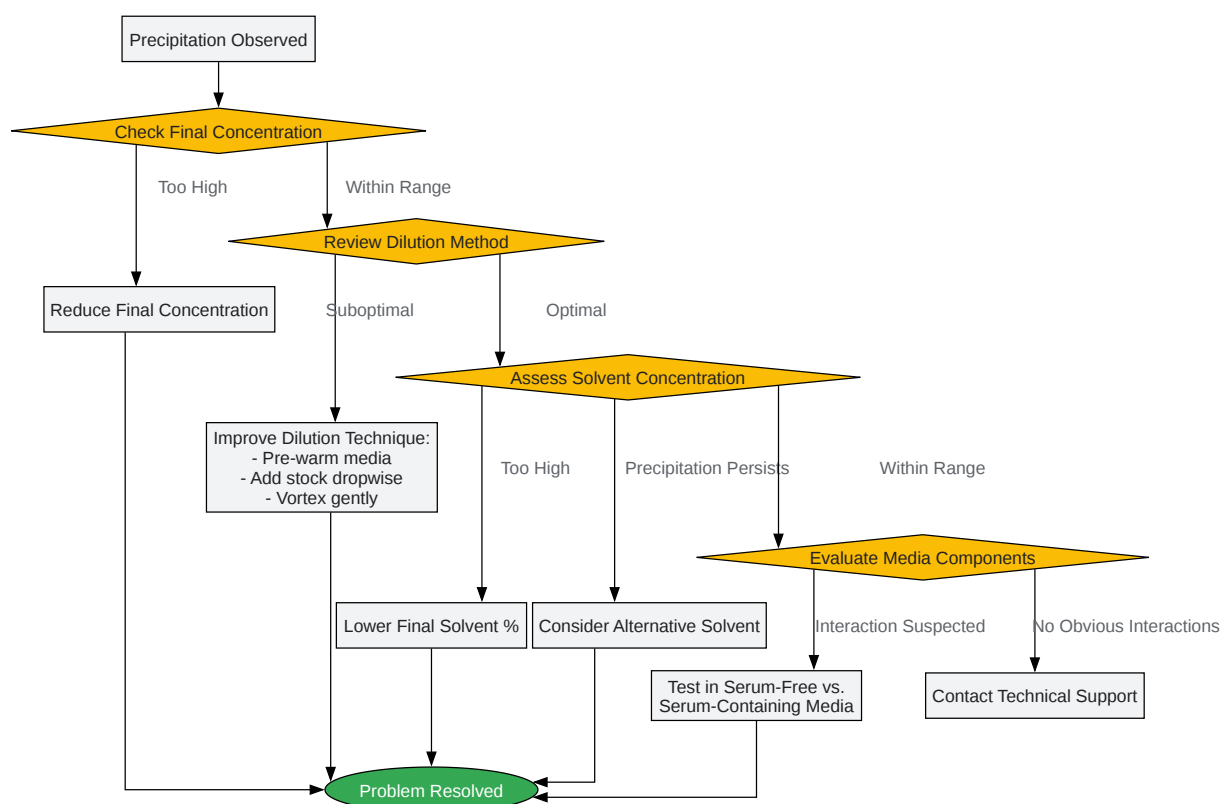 Precipitation Observed
Check Final Concentration
Too High
Within Range
Review Dilution Method
Reduce Final Concentration
Suboptimal
Optimal
Assess Solvent Concentration
Improve Dilution Technique:
- Pre-warm media
- Add stock dropwise
- Vortex gently
Too High
Precipitation Persists
Within Range
Evaluate Media Components
Lower Final Solvent %
Consider Alternative Solvent
Interaction Suspected
No Obvious Interactions
Test in Serum-Free vs.
Serum-Containing Media
Contact Technical Support
Problem Resolved